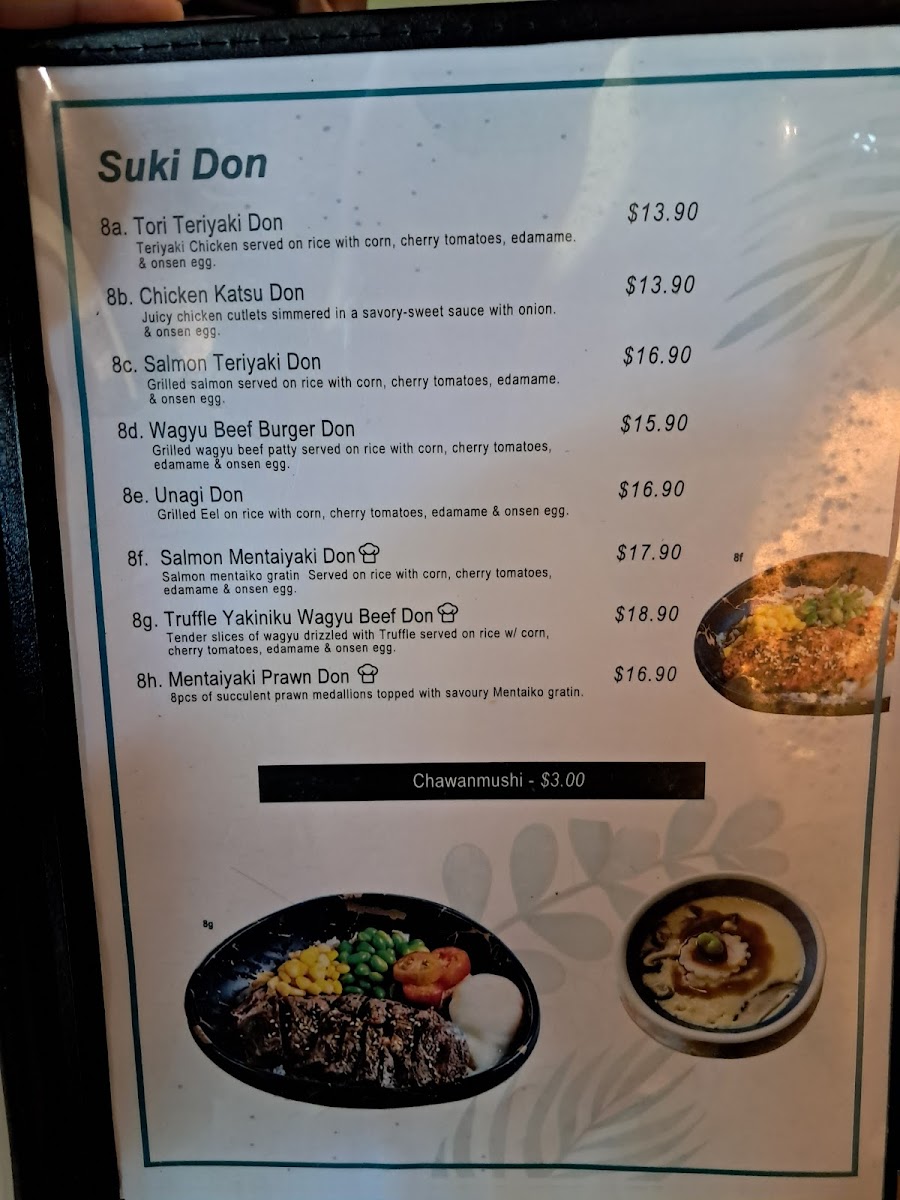 Suki Don
8a. Tori Teriyaki Don $13.90
Teriyaki Chicken served on rice with corn, cherry tomatoes, edamame.
& onsen egg.
8b. Chicken Katsu Don $13.90
Juicy chicken cutlets simmered in a savory-sweet sauce with onion.
& onsen egg.
8c. Salmon Teriyaki Don $16.90
Grilled salmon served on rice with corn, cherry tomatoes, edamame.
& onsen egg.
8d. Wagyu Beef Burger Don $15.90
Grilled wagyu beef patty served on rice with corn, cherry tomatoes,
edamame & onsen egg.
8e. Unagi Don $16.90
Grilled Eel on rice with corn, cherry tomatoes, edamame & onsen egg.
8f. Salmon Mentaiyaki Don $17.90
Salmon mentaiko gratin Served on rice with corn, cherry tomatoes,
edamame & onsen egg.
8f
8g. Truffle Yakiniku Wagyu Beef Don $18.90
Tender slices of wagyu drizzled with Truffle served on rice w/ corn,
cherry tomatoes, edamame & onsen egg.
8h. Mentaiyaki Prawn Don $16.90
8pcs of succulent prawn medallions topped with savoury Mentaiko gratin.
Chawanmushi - $3.00
8g